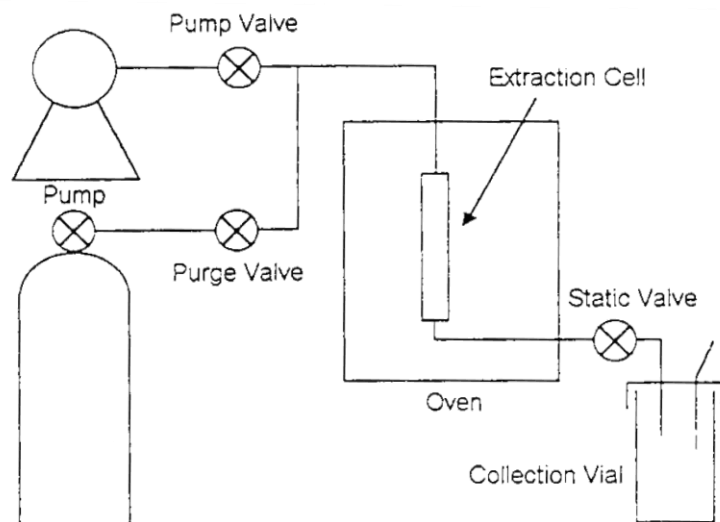 Pump Valve
Extraction Cell
Pump
Purge Valve
Static Valve
Oven
Collection Vial